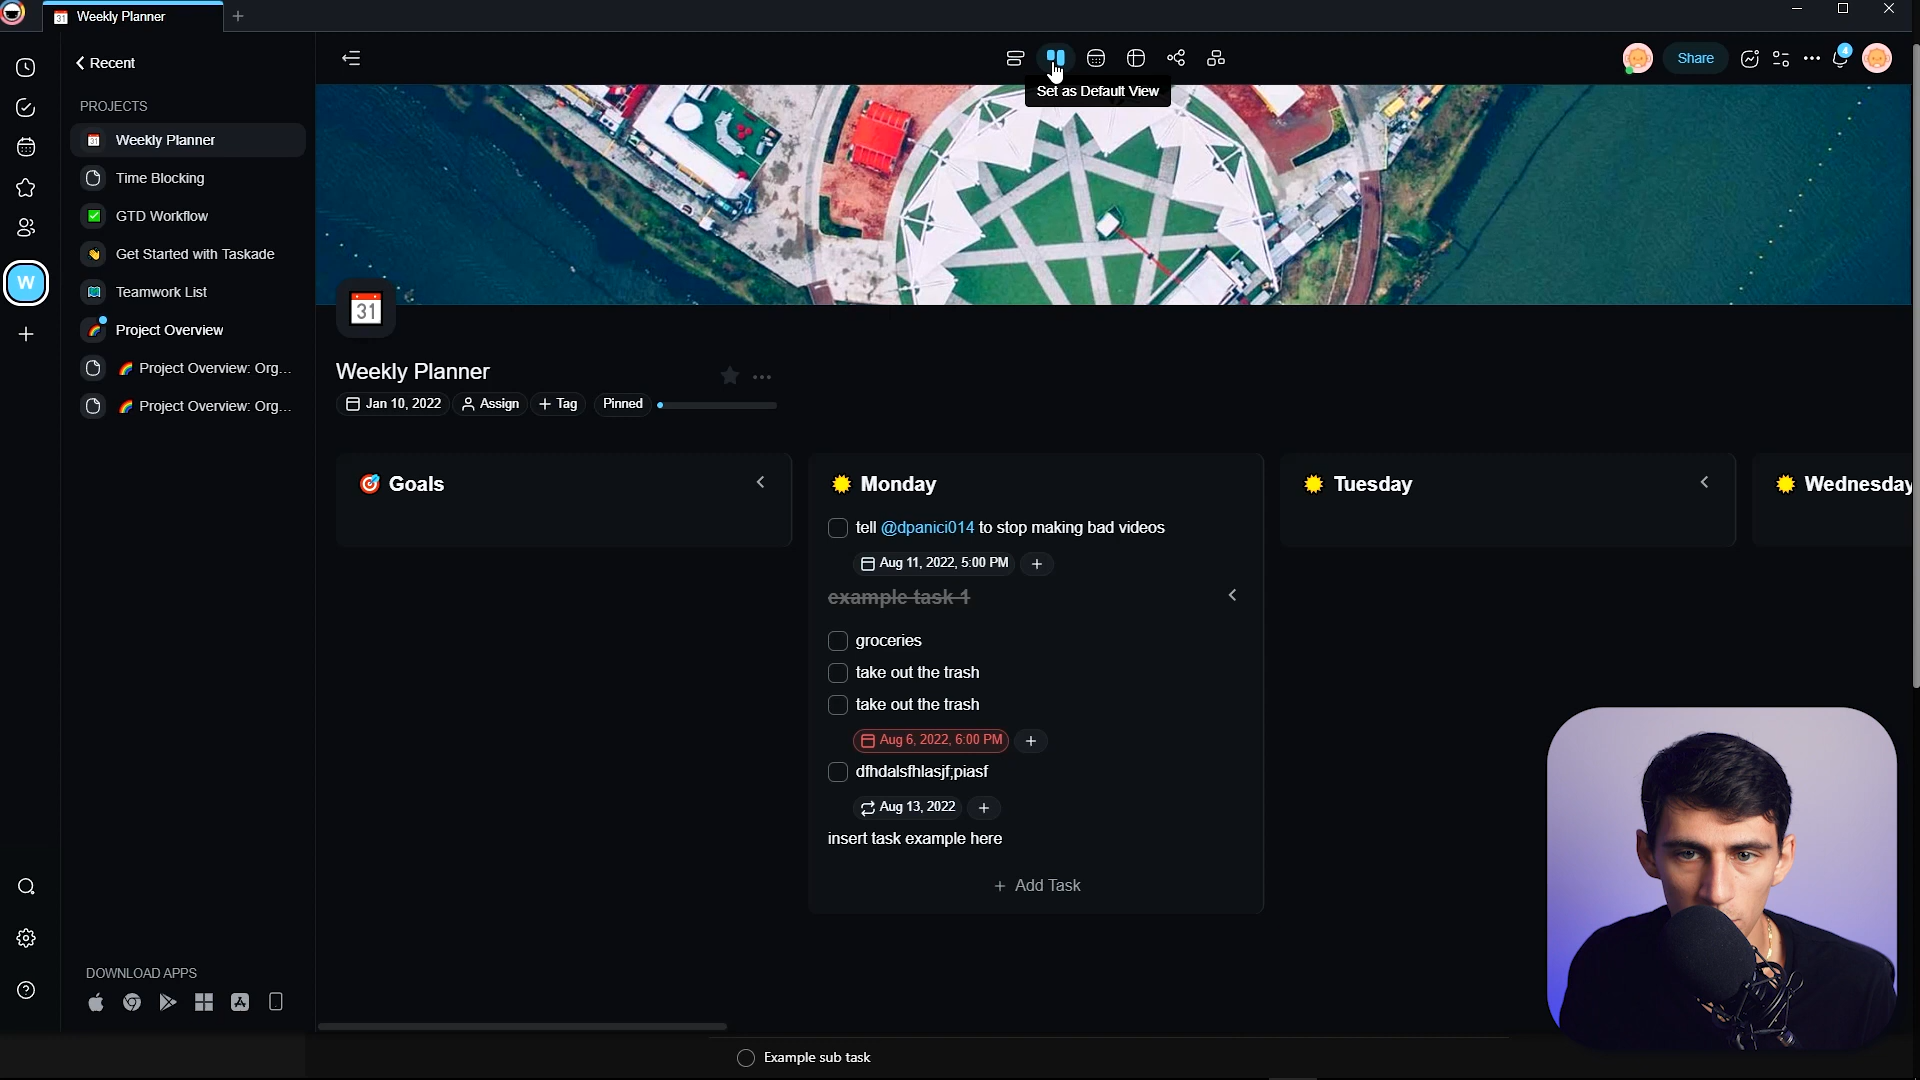 31 Weekly Planner
Recent
Share
4
Set as Default View
PROJECTS
31 Weekly Planner
Time Blocking
GTD Workflow
Get Started with Taskade
Teamwork List
Project Overview
Project Overview: Org...
Project Overview: Org...
W
31
Weekly Planner
Jan 10, 2022 Assign + Tag Pinned
Goals
Monday
tell @dpanici014 to stop making bad videos
Aug 11, 2022, 5:00 PM
example task 1
groceries
take out the trash
take out the trash
Aug 6, 2022, 6:00 PM
dfhdalsfhlasjf;piasf
Aug 13, 2022
insert task example here
+ Add Task
Tuesday
Wednesday
DOWNLOAD APPS
Example sub task